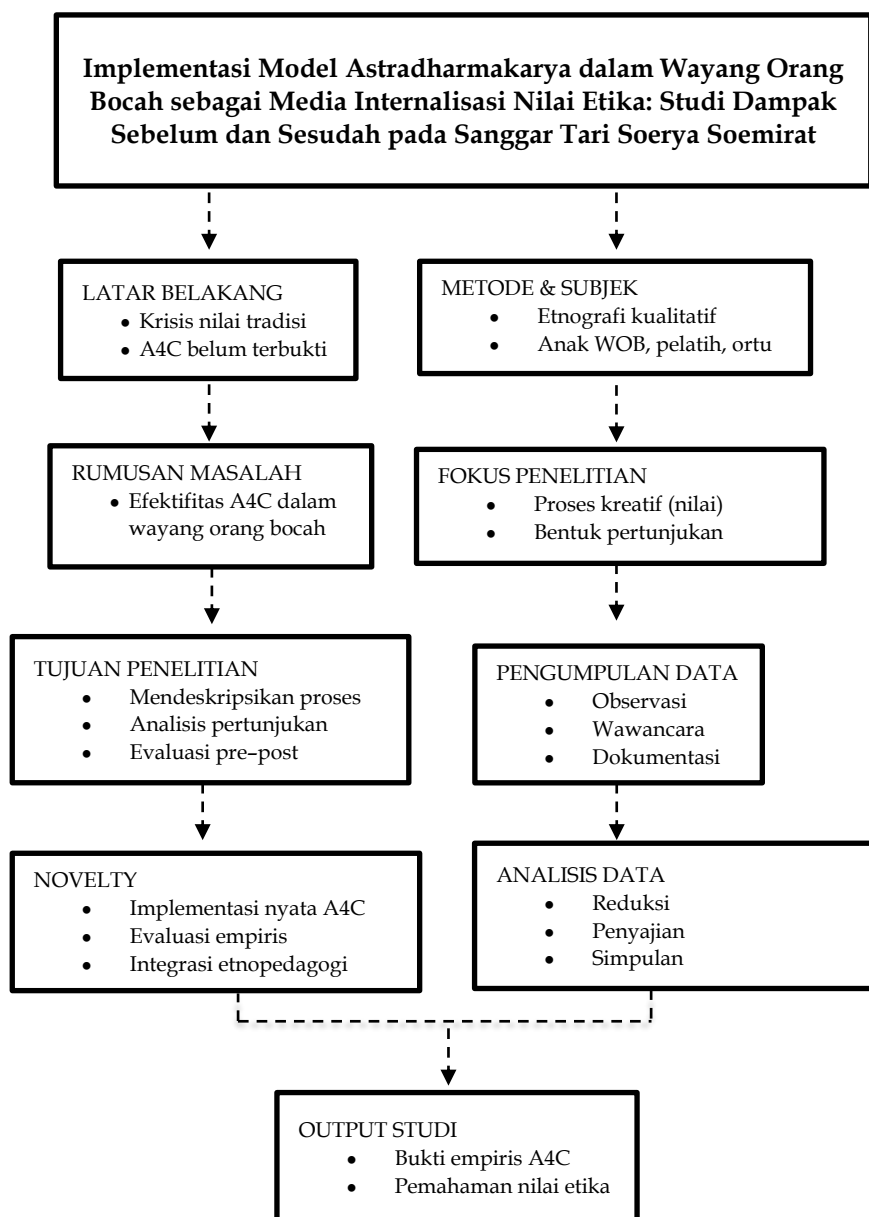 Implementasi Model Astradharmakarya dalam Wayang Orang
Bocah sebagai Media Internalisasi Nilai Etika: Studi Dampak
Sebelum dan Sesudah pada Sanggar Tari Soerya Soemirat
LATAR BELAKANG
• Krisis nilai tradisi
• A4C belum terbukti
METODE & SUBJEK
• Etnografi kualitatif
• Anak WOB, pelatih, ortu
RUMUSAN MASALAH
• Efektifitas A4C dalam
wayang orang bocah
FOKUS PENELITIAN
• Proses kreatif (nilai)
• Bentuk pertunjukan
TUJUAN PENELITIAN
• Mendeskripsikan proses
• Analisis pertunjukan
• Evaluasi pre–post
PENGUMPULAN DATA
• Observasi
• Wawancara
• Dokumentasi
NOVELTY
• Implementasi nyata A4C
• Evaluasi empiris
• Integrasi etnopedagogi
ANALISIS DATA
• Reduksi
• Penyajian
• Simpulan
OUTPUT STUDI
• Bukti empiris A4C
• Pemahaman nilai etika